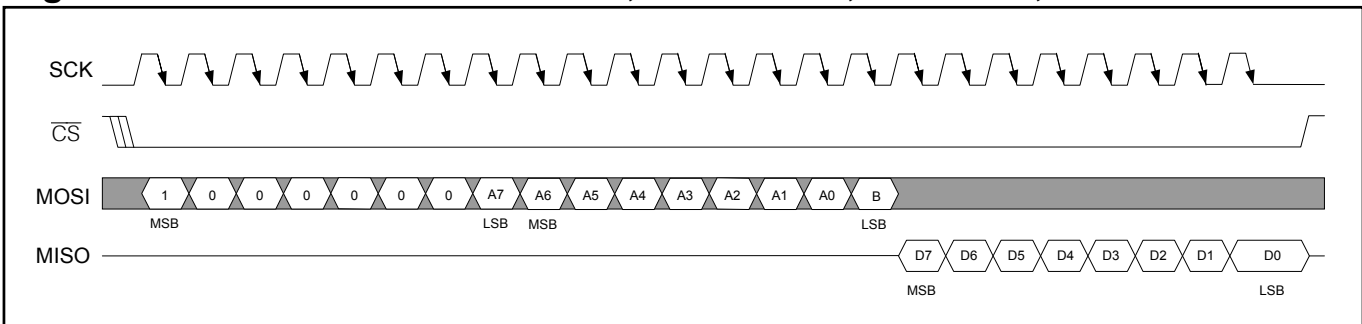 SCK
CS
MOSI 1 0 0 0 0 0 0 A7 A6 A5 A4 A3 A2 A1 A0 B
MSB LSB MSB LSB
MISO D7 D6 D5 D4 D3 D2 D1 D0
MSB LSB